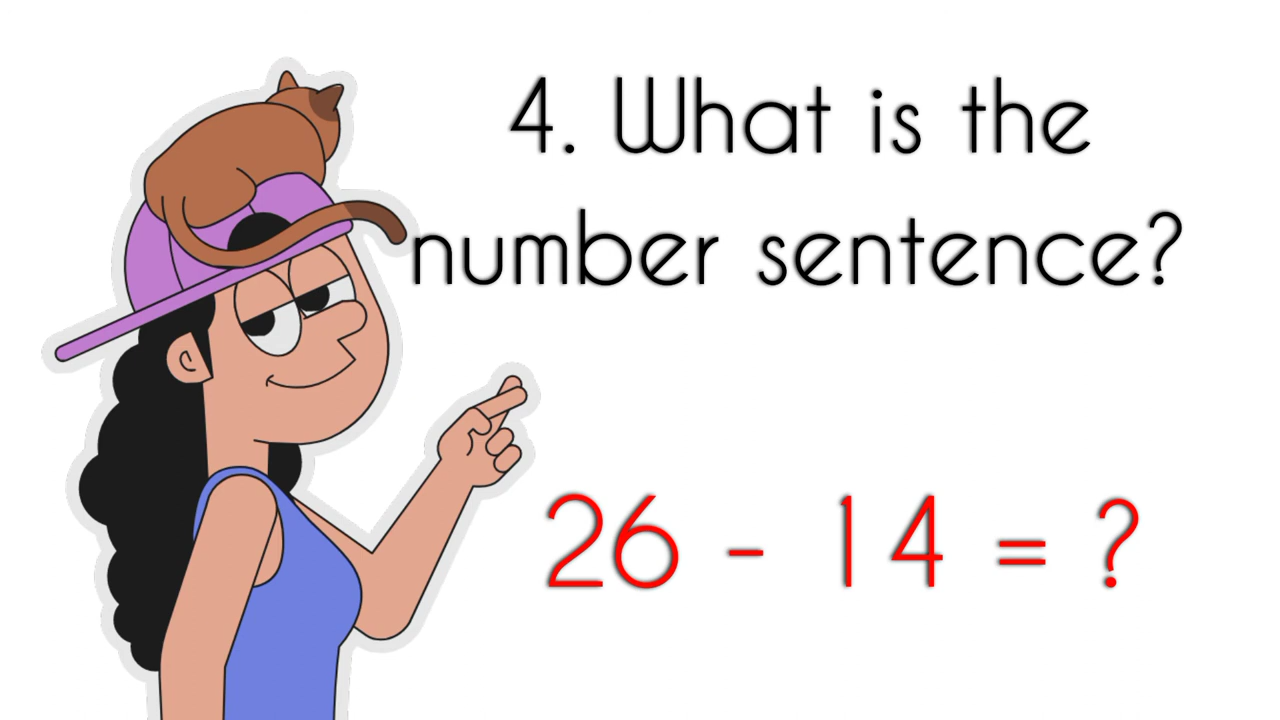 4. What is the
number sentence?
26 - 14 = ?